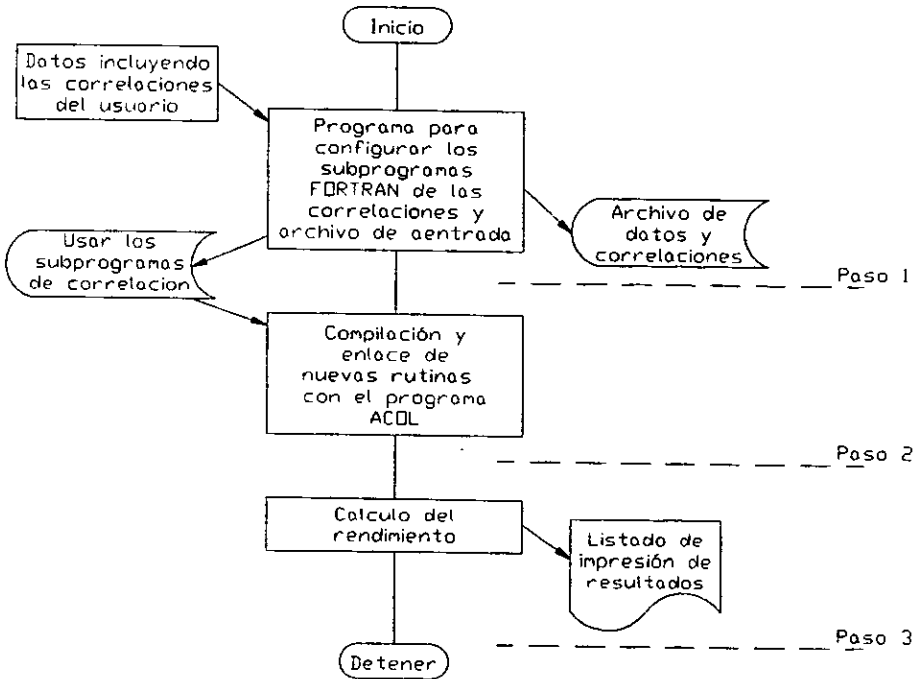 Inicio
Datos incluyendo
las correlaciones
del usuario
Programa para
configurar los
subprogramas
FORTRAN de las
correlaciones y
archivo de aentrada
Archivo de
datos y
correlaciones
Usar los
subprogramas
de correlacion
Paso 1
Compilación y
enlace de
nuevas rutinas
con el programa
ACOL
Paso 2
Calculo del
rendimiento
Listado de
impresión de
resultados
Paso 3
Detener